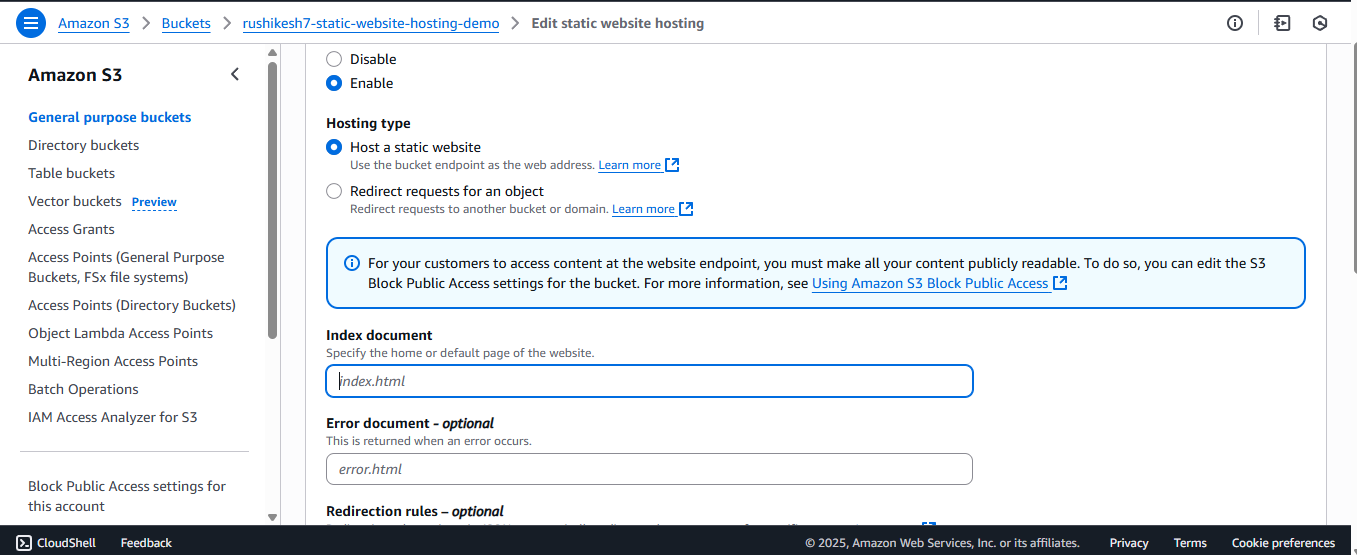 Amazon S3 > Buckets > rushikesh7-static-website-hosting-demo > Edit static website hosting
Amazon S3
General purpose buckets
Directory buckets
Table buckets
Vector buckets Preview
Access Grants
Access Points (General Purpose
Buckets, FSx file systems)
Access Points (Directory Buckets)
Object Lambda Access Points
Multi-Region Access Points
Batch Operations
IAM Access Analyzer for S3
Block Public Access settings for
this account
Disable
Enable
Hosting type
Host a static website
Use the bucket endpoint as the web address. Learn more
Redirect requests for an object
Redirect requests to another bucket or domain. Learn more
For your customers to access content at the website endpoint, you must make all your content publicly readable. To do so, you can edit the S3
Block Public Access settings for the bucket. For more information, see Using Amazon S3 Block Public Access
Index document
Specify the home or default page of the website.
index.html
Error document - optional
This is returned when an error occurs.
error.html
Redirection rules – optional
CloudShell Feedback © 2025, Amazon Web Services, Inc. or its affiliates. Privacy Terms Cookie preferences